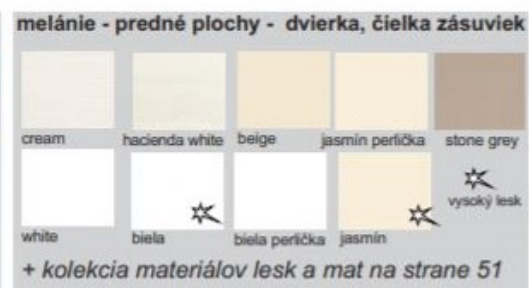 melánie - predné plochy - dvierka, čielka zásuviek
cream hacienda white beige jasmín perlička stone grey
vysoký lesk
white biela biela perlička jasmín
+ kolekcia materiálov lesk a mat na strane 51